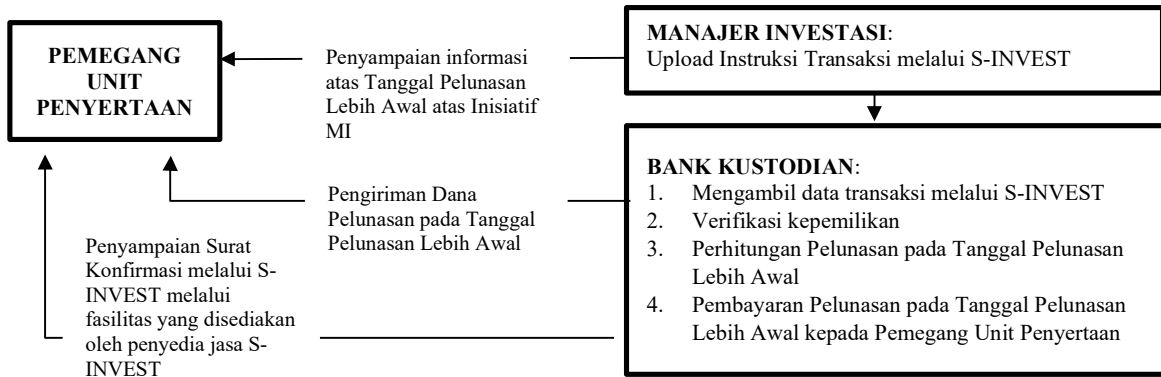 PEMEGANG
UNIT
PENYERTAAN
Penyampaian informasi
atas Tanggal Pelunasan
Lebih Awal atas Inisiatif
MI
MANAJER INVESTASI:
Upload Instruksi Transaksi melalui S-INVEST
BANK KUSTODIAN:
1. Mengambil data transaksi melalui S-INVEST
2. Verifikasi kepemilikan
3. Perhitungan Pelunasan pada Tanggal Pelunasan
Lebih Awal
4. Pembayaran Pelunasan pada Tanggal Pelunasan
Lebih Awal kepada Pemegang Unit Penyertaan
Pengiriman Dana
Pelunasan pada Tanggal
Pelunasan Lebih Awal
Penyampaian Surat
Konfirmasi melalui S-
INVEST melalui
fasilitas yang disediakan
oleh penyedia jasa S-
INVEST